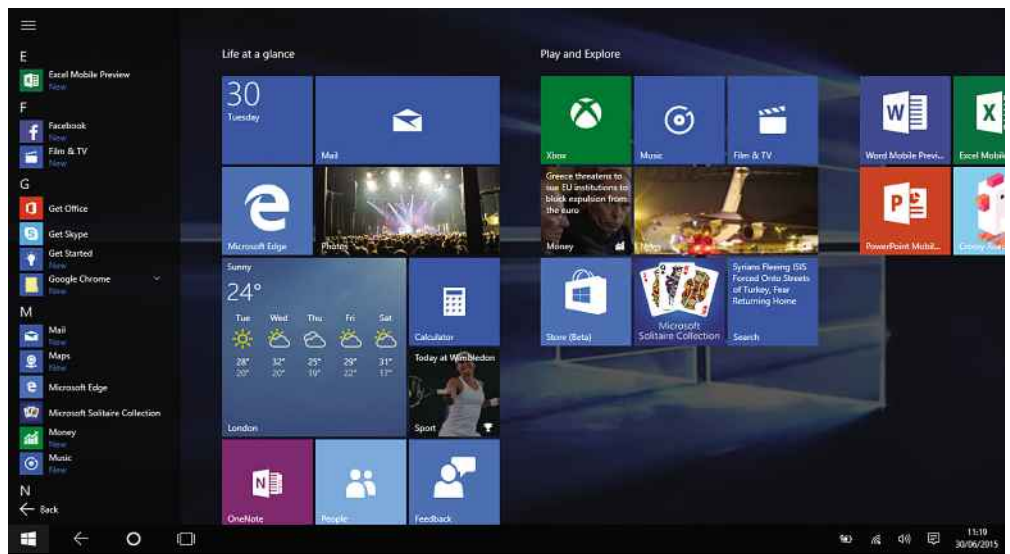 E
Excel Mobile Preview
New
F
Facebook
New
Film & TV
New
G
Get Office
Get Skype
Get Started
New
Google Chrome
New
M
Mail
New
Maps
New
Microsoft Edge
Microsoft Solitaire Collection
Money
New
Music
New
N
Back
Life at a glance
30
Tuesday
Mail
Microsoft Edge
Photos
Sunny
24°
Tue Wed Thu Fri Sat
28° 32° 25° 29° 31°
20° 20° 19° 22° 17°
London
Calculator
Today at Wimbledon
Sport
OneNote
People
Feedback
Play and Explore
Xbox
Music
Film & TV
Greece threatens to
sue EU institutions to
block expulsion from
the euro
Money
News
Store (Beta)
Microsoft
Solitaire Collection
Syrians Fleeing ISIS
Forced Onto Streets
of Turkey, Fear
Returning Home
Search
Word Mobile Previ...
Excel Mobil
PowerPoint Mobil...
Crossy Road
11:19
30/06/2015